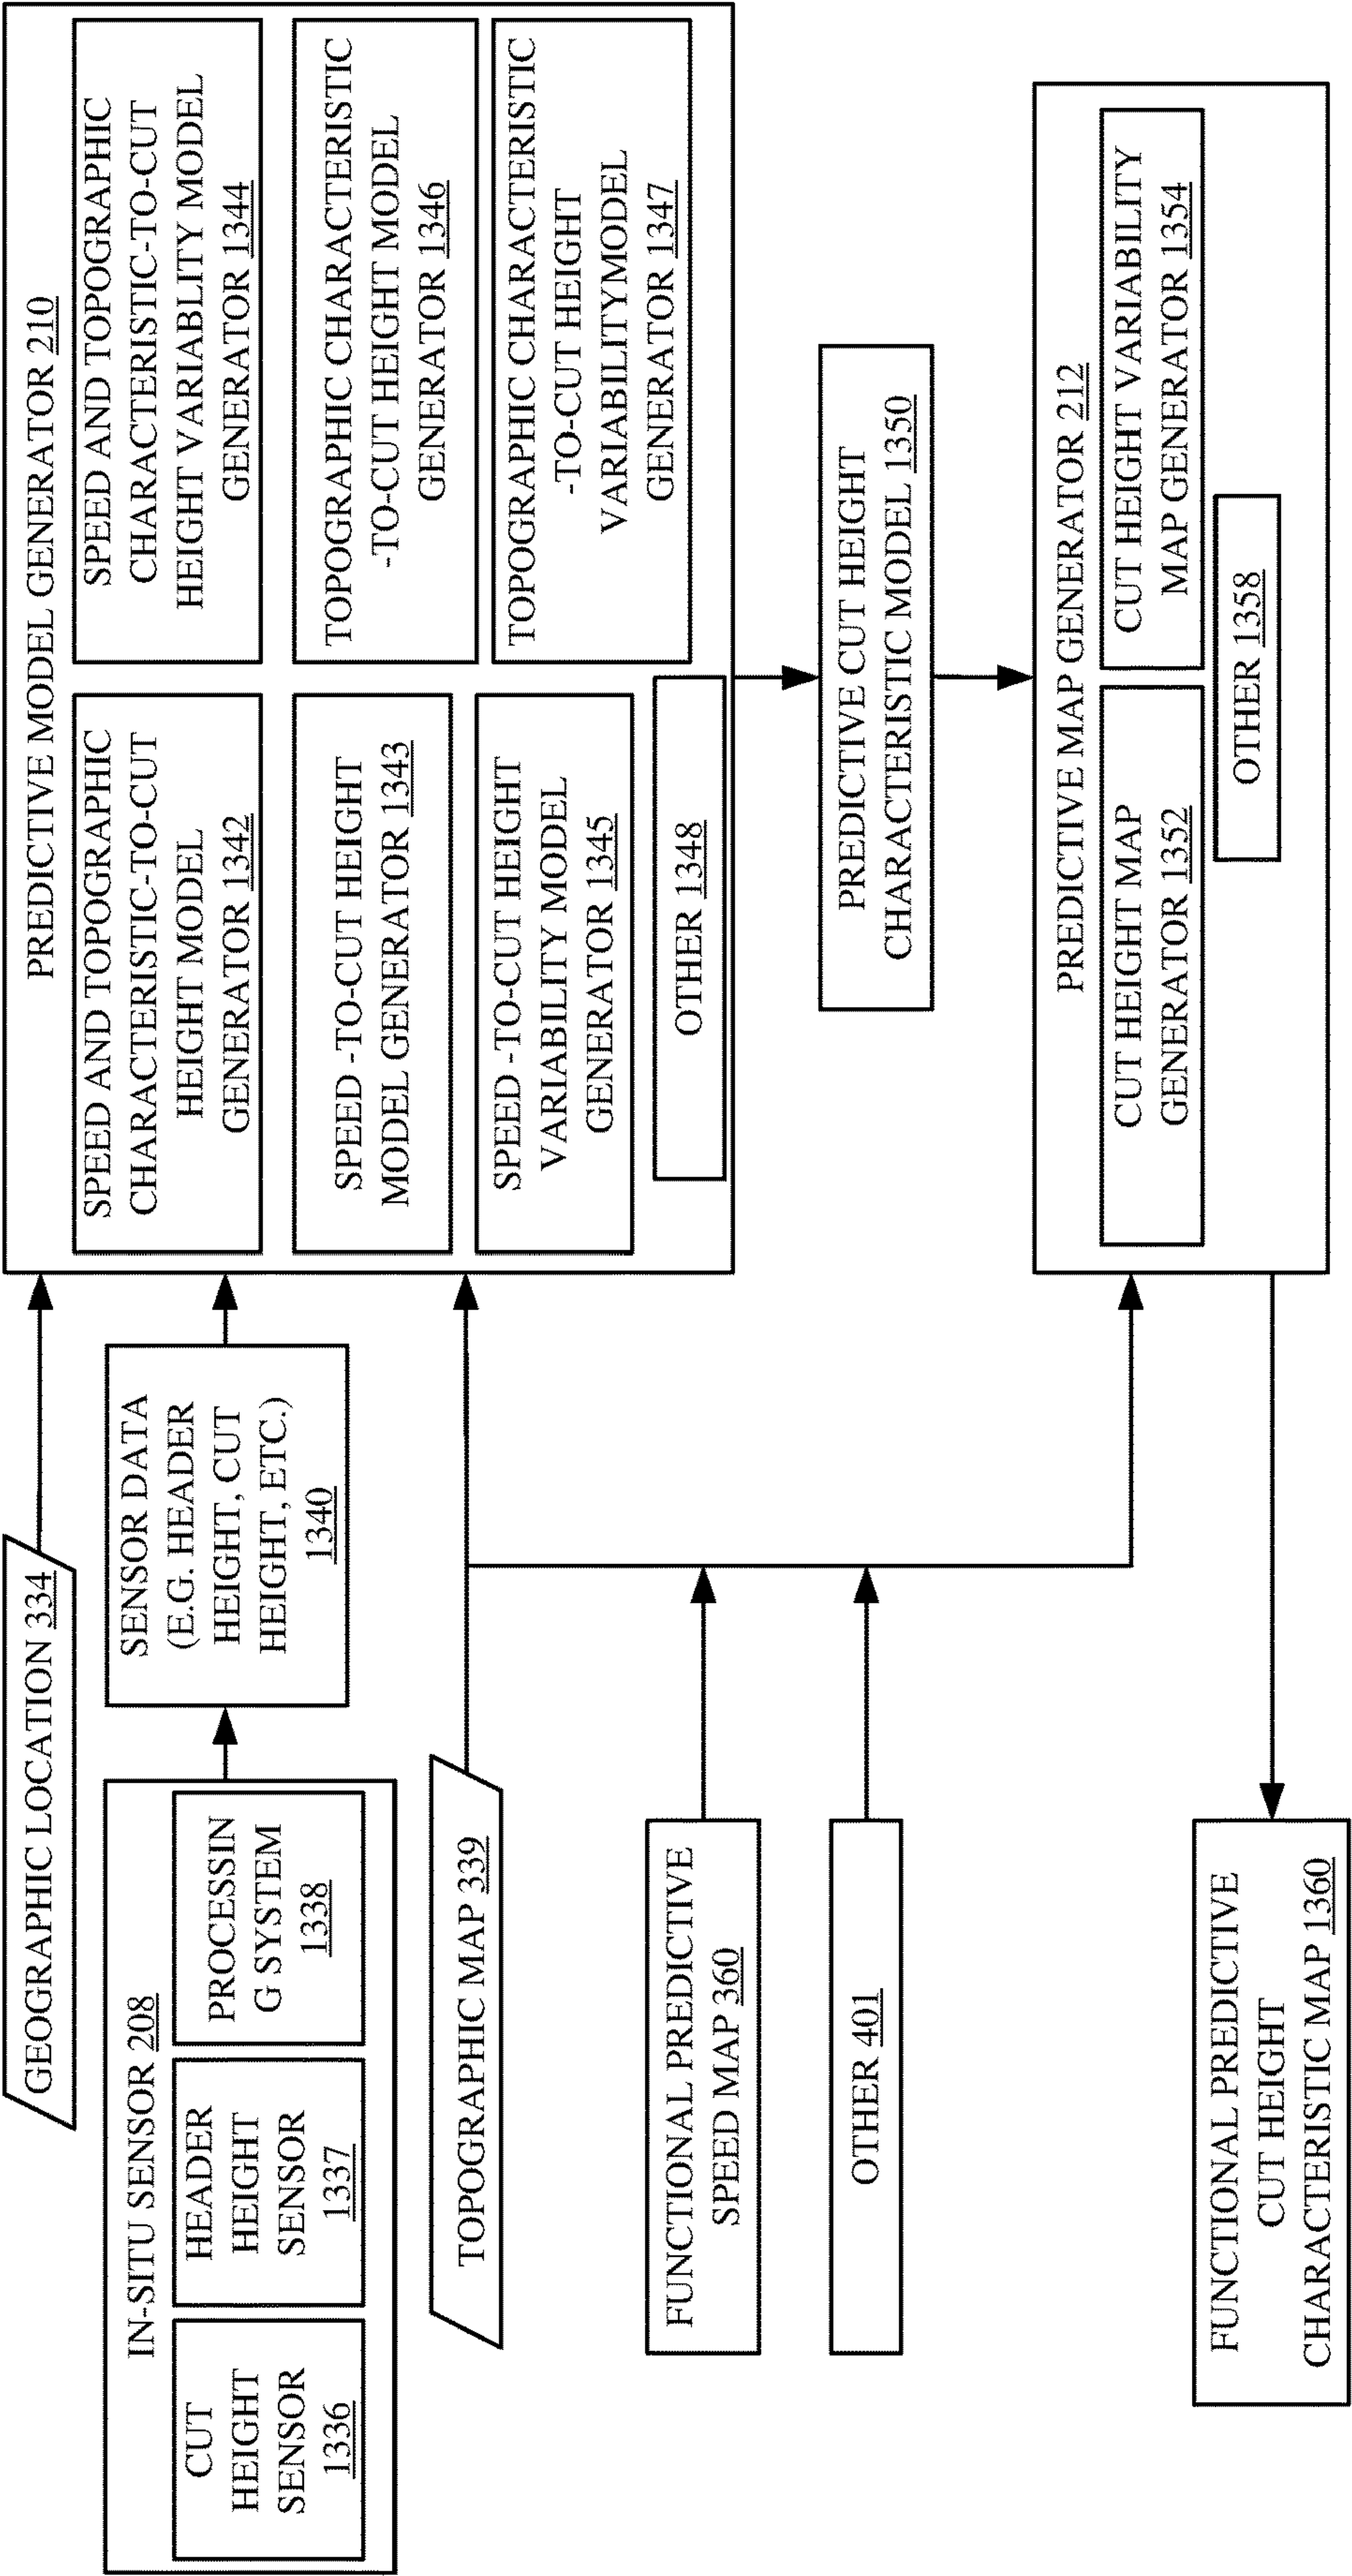 GEOGRAPHIC LOCATION 334
IN-SITU SENSOR 208
CUT
HEIGHT
SENSOR
1336
HEADER
HEIGHT
SENSOR
1337
PROCESSIN
G SYSTEM
1338
SENSOR DATA
(E.G. HEADER
HEIGHT, CUT
HEIGHT, ETC.)
1340
TOPOGRAPHIC MAP 339
FUNCTIONAL PREDICTIVE
SPEED MAP 360
OTHER 401
PREDICTIVE MODEL GENERATOR 210
SPEED AND TOPOGRAPHIC
CHARACTERISTIC-TO-CUT
HEIGHT MODEL
GENERATOR 1342
SPEED AND TOPOGRAPHIC
CHARACTERISTIC-TO-CUT
HEIGHT VARIABLITY MODEL
GENERATOR 1344
SPEED -TO-CUT HEIGHT
MODEL GENERATOR 1343
TOPOGRAPHIC CHARACTERISTIC
-TO-CUT HEIGHT MODEL
GENERATOR 1346
SPEED -TO-CUT HEIGHT
VARIABILITY MODEL
GENERATOR 1345
TOPOGRAPHIC CHARACTERISTIC
-TO-CUT HEIGHT
VARIABILITYMODEL
GENERATOR 1347
OTHER 1348
PREDICTIVE CUT HEIGHT
CHARACTERISTIC MODEL 1350
PREDICTIVE MAP GENERATOR 212
CUT HEIGHT MAP
GENERATOR 1352
CUT HEIGHT VARIABILITY
MAP GENERATOR 1354
OTHER 1358
FUNCTIONAL PREDICTIVE
CUT HEIGHT
CHARACTERISTIC MAP 1360